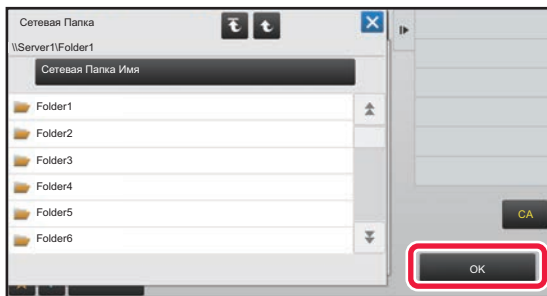 Сетевая Папка
\\Server1\Folder1
Сетевая Папка Имя
Folder1
Folder2
Folder3
Folder4
Folder5
Folder6
CA
OK